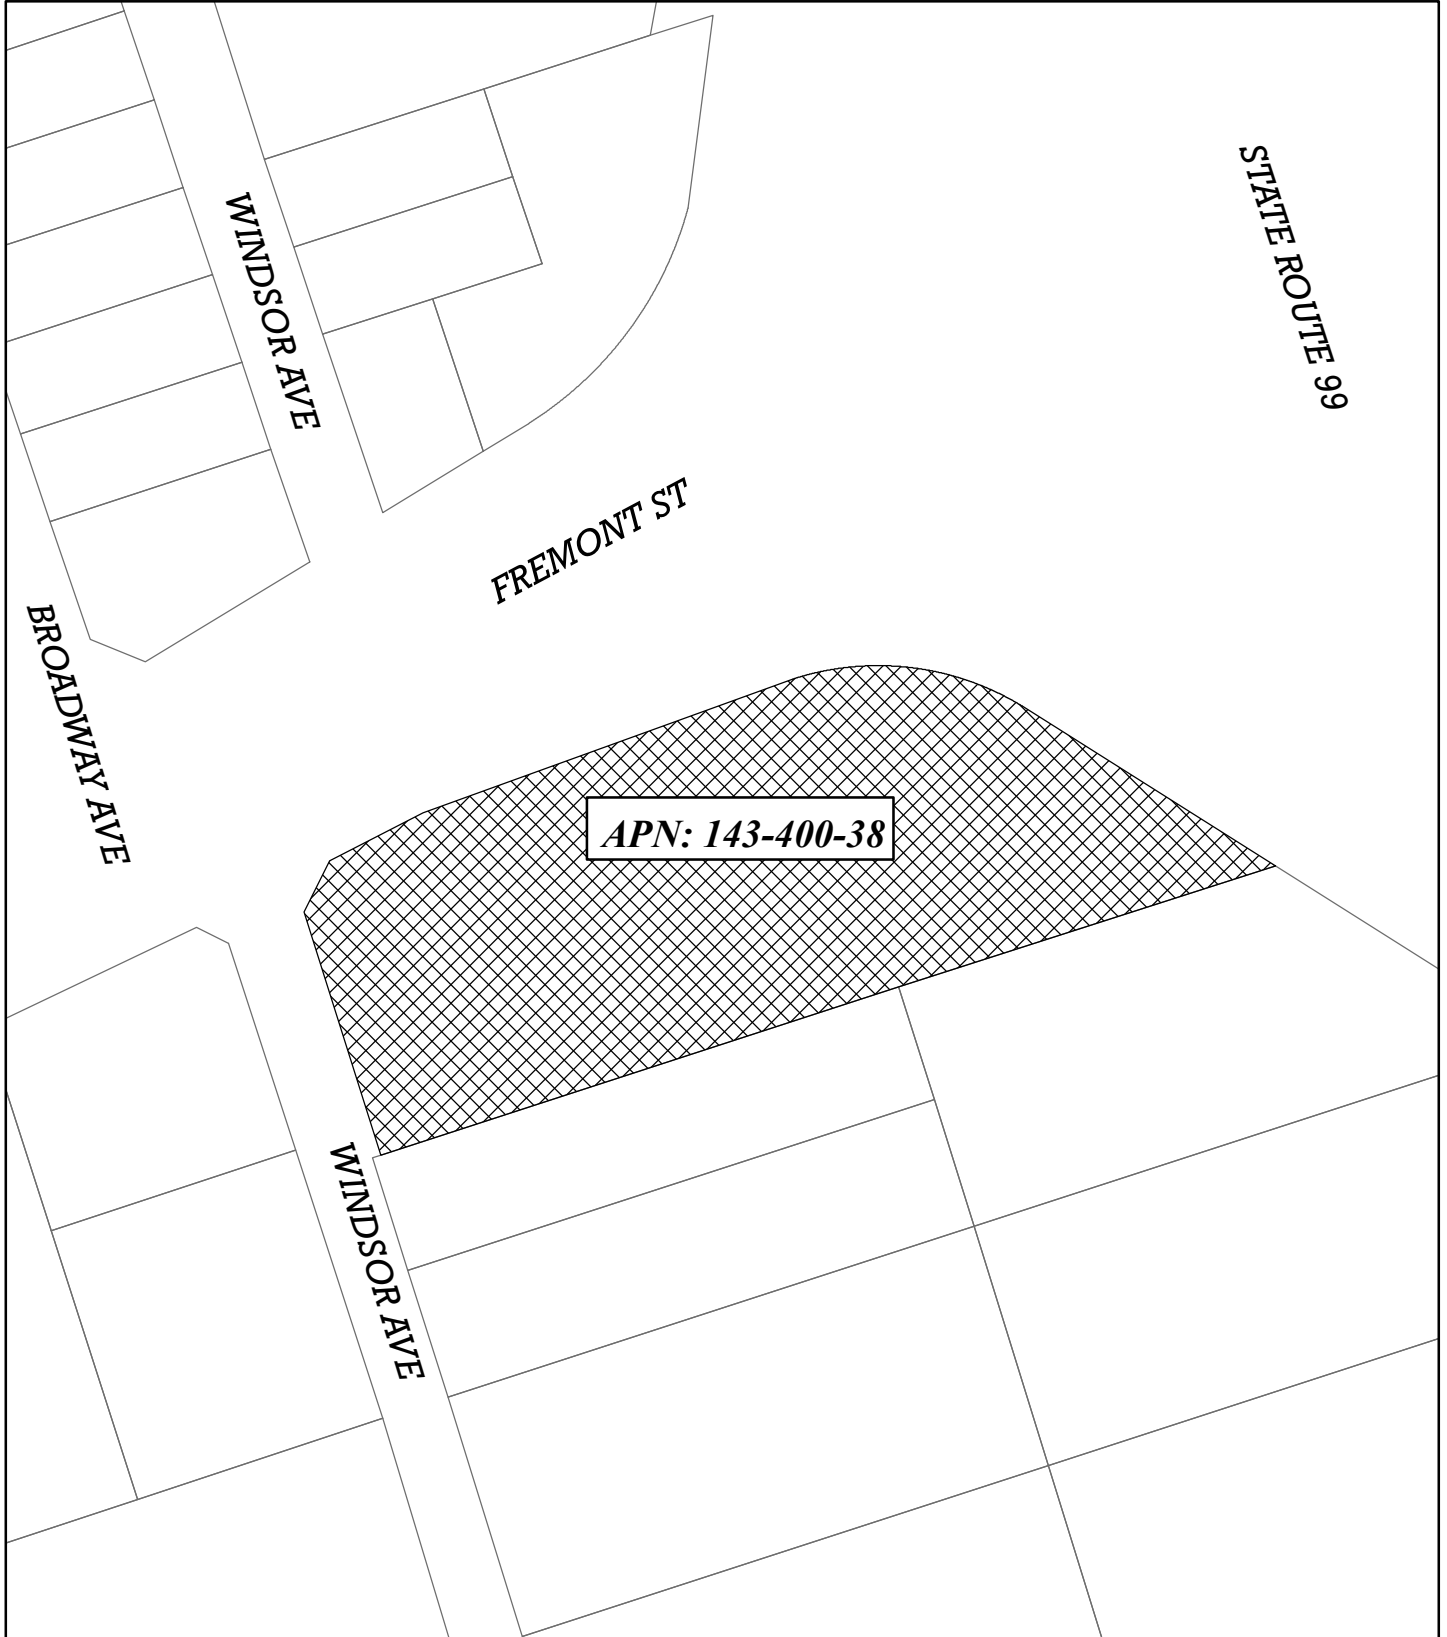 STATE ROUTE 99
WINDSOR AVE
FREMONT ST
BROADWAY AVE
APN: 143-400-38
WINDSOR AVE